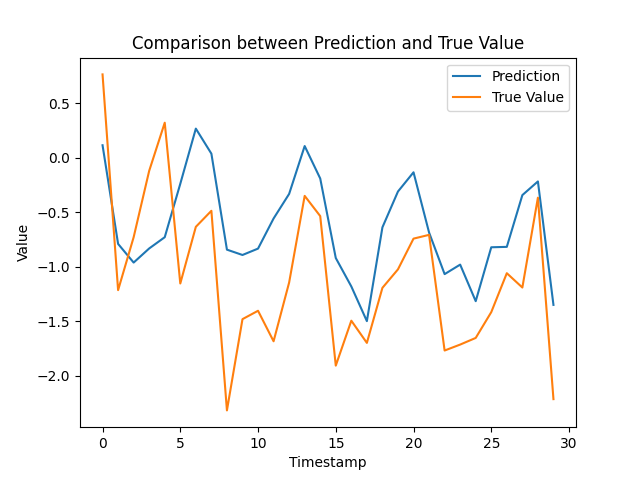 Comparison between Prediction and True Value
Prediction
True Value
0.5
0.0
−0.5
−1.0
−1.5
−2.0
Value
0 5 10 15 20 25 30
Timestamp